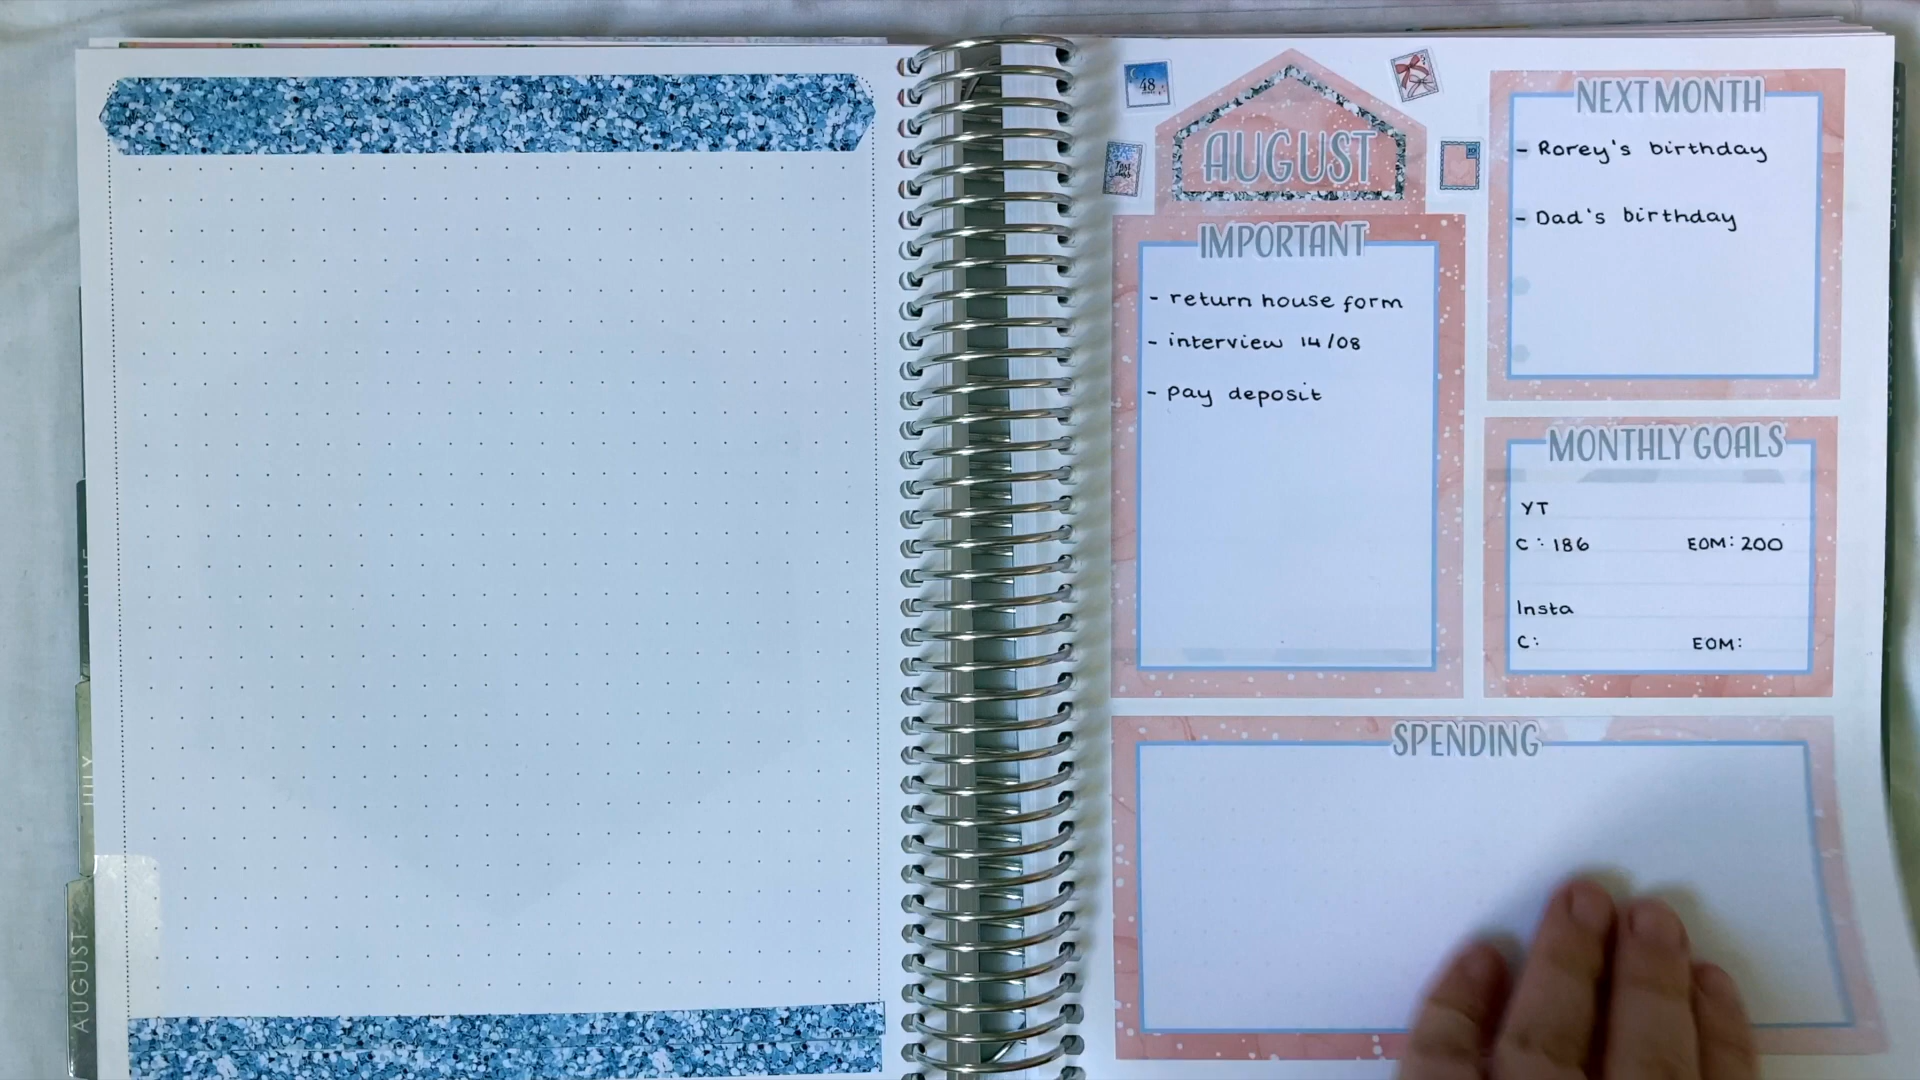 AUGUST
IMPORTANT
- return house form
- interview 14/08
- pay deposit
NEXT MONTH
- Rorey's birthday
- Dad's birthday
MONTHLY GOALS
YT
C: 186 EOM: 200
Insta
C: EOM:
SPENDING
48
JULY
AUGUST